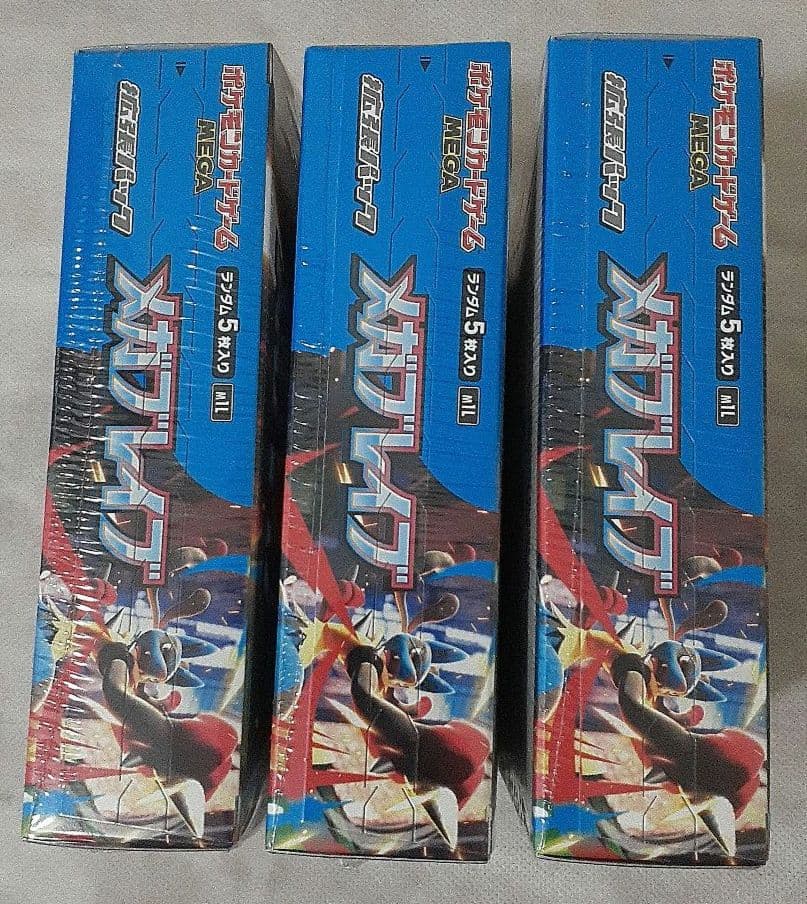 ポケモンカードゲーム
MEGA
拡張パック
メガブレイブ
ランダム5枚入り
M1L
ポケモンカードゲーム
MEGA
拡張パック
メガブレイブ
ランダム5枚入り
M1L
ポケモンカードゲーム
MEGA
拡張パック
メガブレイブ
ランダム5枚入り
M1L